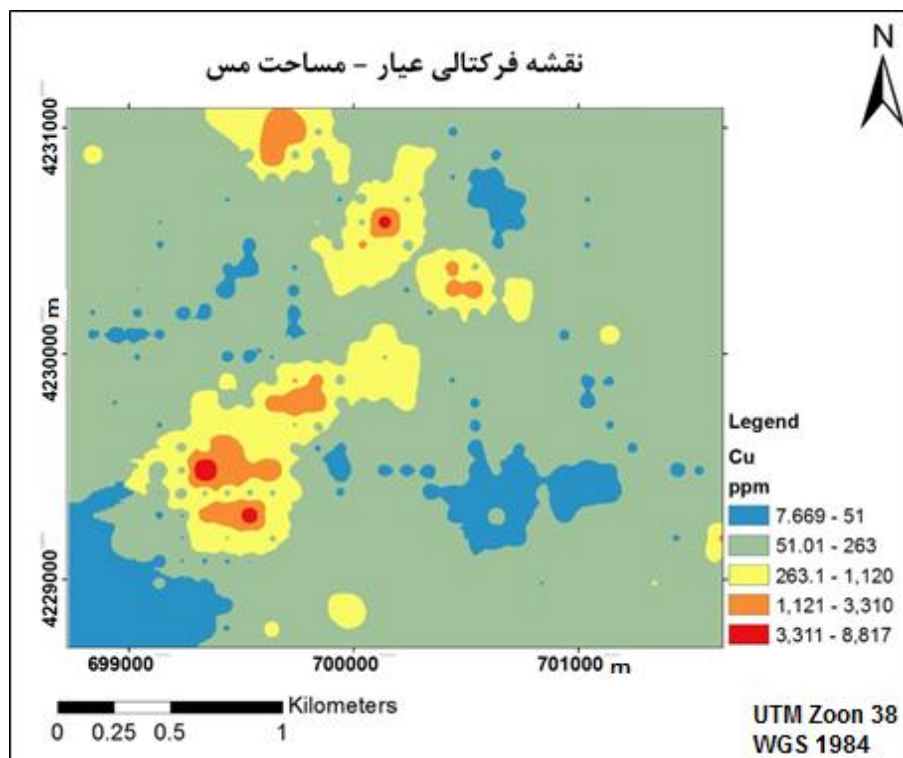 نقشه فرکتالی عیار - مساحت مس
N
4231000
4230000 m
4229000
699000
700000 m
701000
Legend
Cu
ppm
7.669 - 51
51.01 - 263
263.1 - 1,120
1,121 - 3,310
3,311 - 8,817
Kilometers
0 0.25 0.5 1
UTM Zoon 38
WGS 1984